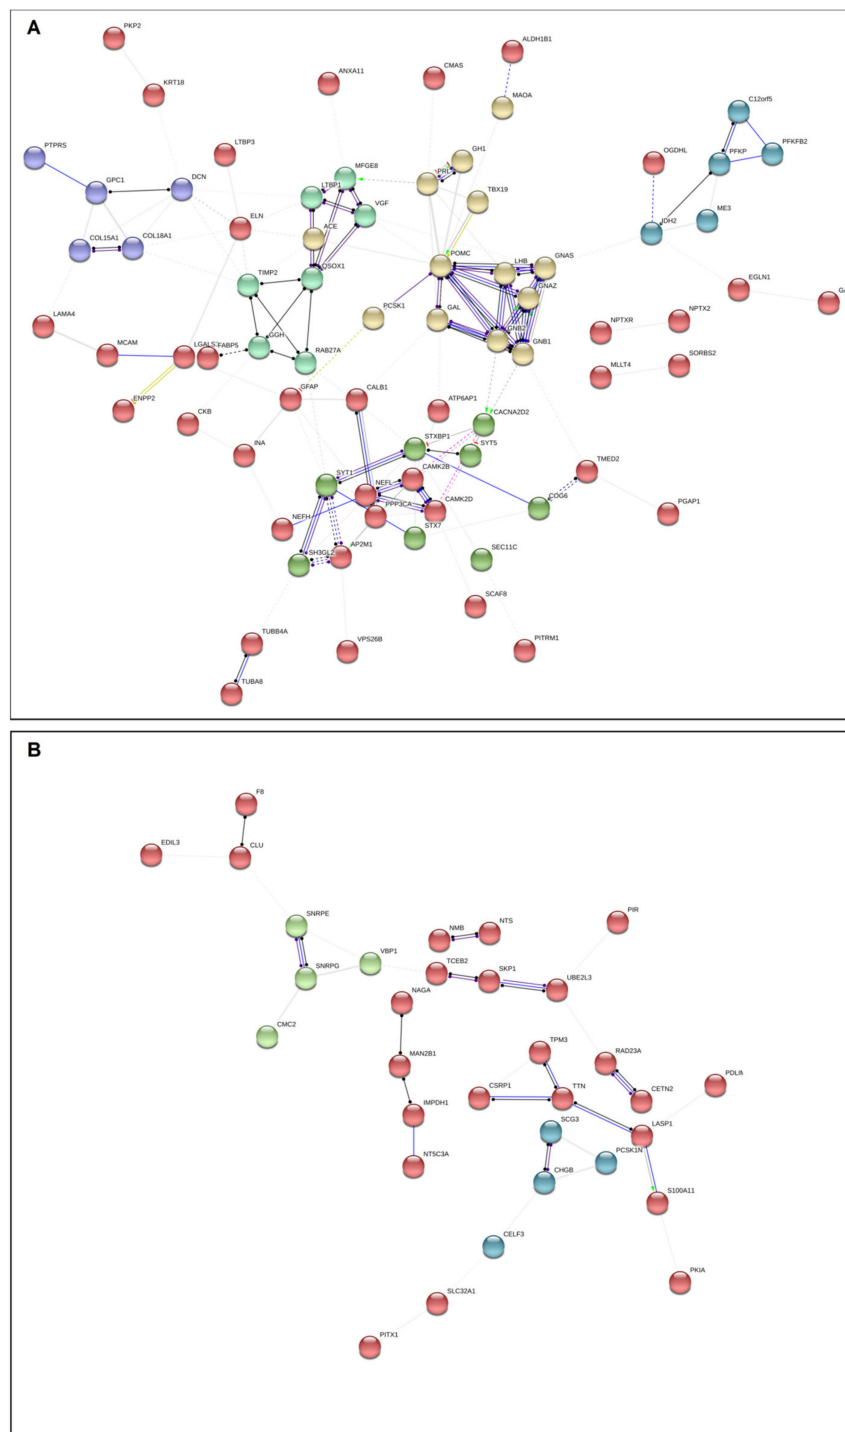 A
PKP2
ALDH1B1
ANXA11
CMAS
KRT18
MAOA
C12orf5
PTPRS
LTBP3
GH1
OGDHL
PFKFB2
MFGE8
PRL
PFKP
GPC1
DCN
LTBP1
VGF
TBX19
ELN
ACE
IDH2
ME3
COL15A1
COL18A1
QSOX1
POMC
LHB
GNAS
TIMP2
GNAZ
EGLN1
LAMA4
PCSK1
GAL
NPTXR
NPTX2
GGH
GNB2
GNB1
MCAM
FABP5
RAB27A
MLLT4
SORBS2
ENPP2
GFAP
CALB1
ATP6AP1
CACNA2D2
CKB
STXBP1
SYT5
INA
CAMK2B
TMED2
SYT1
NEFL
CAMK2D
COG6
PGAP1
NEFH
PPP3CA
STX7
SH3GL2
AP2M1
SEC11C
SCAF8
TUBB4A
VPS26B
PITRM1
TUBA8
B
F8
EDIL3
CLU
SNRPE
NMB
NTS
PIR
VBP1
TCEB2
SKP1
UBE2L3
SNRPG
NAGA
CMC2
TPM3
RAD23A
MAN2B1
CSRP1
TTN
CETN2
PDLIM
IMPDH1
SCG3
LASP1
PCSK1N
NT5C3A
CHGB
S100A11
CELF3
PKIA
SLC32A1
PITX1